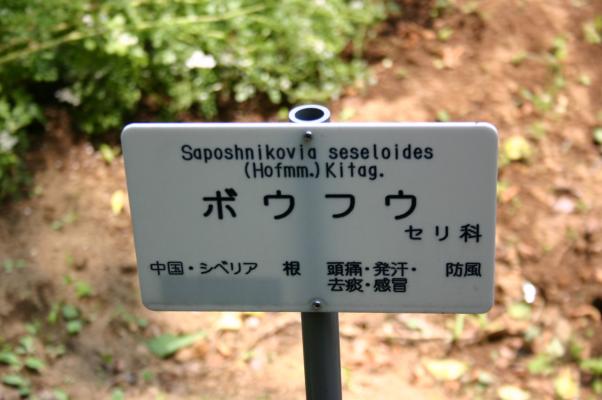 Saposhnikovia seseloides
(Hofmm.)Kitag.
ボウフウ
セリ科
中国・シベリア 根 頭痛・発汗・ 防風
去痰・感冒